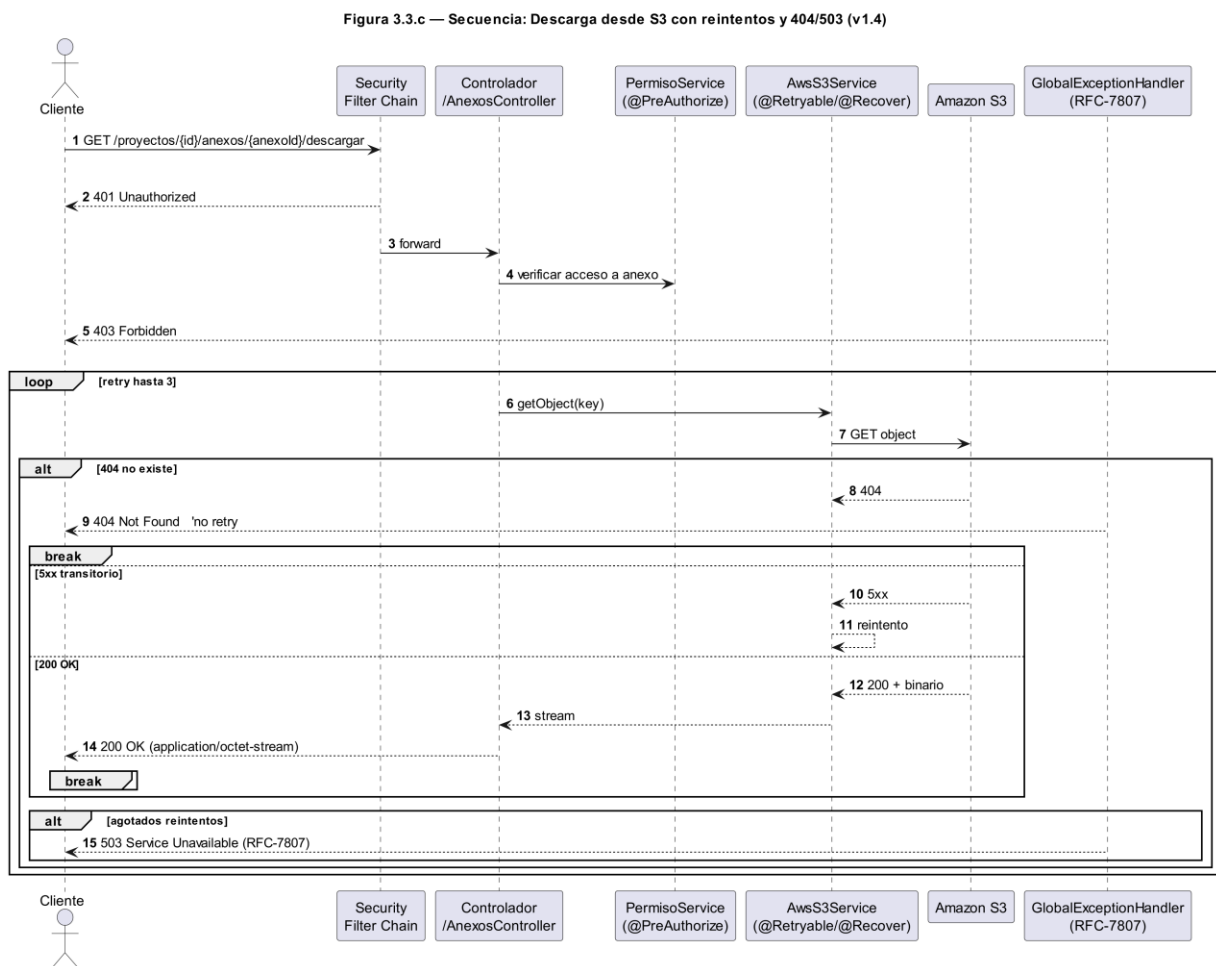 Figura 3.3.c — Secuencia: Descarga desde S3 con reintentos y 404/503 (v1.4)
Cliente
Security
Filter Chain
Controlador
/AnexosController
PermisoService
(@PreAuthorize)
AwsS3Service
(@Retryable/@Recover)
Amazon S3
GlobalExceptionHandler
(RFC-7807)
1 GET /proyectos/{id}/anexos/{anexoId}/descargar
2 401 Unauthorized
3 forward
4 verificar acceso a anexo
5 403 Forbidden
loop [retry hasta 3]
6 getObject(key)
7 GET object
alt [404 no existe]
8 404
9 404 Not Found 'no retry
break
[5xx transitorio]
10 5xx
11 reintento
[200 OK]
12 200 + binario
13 stream
14 200 OK (application/octet-stream)
break
alt [agotados reintentos]
15 503 Service Unavailable (RFC-7807)
Cliente
Security
Filter Chain
Controlador
/AnexosController
PermisoService
(@PreAuthorize)
AwsS3Service
(@Retryable/@Recover)
Amazon S3
GlobalExceptionHandler
(RFC-7807)